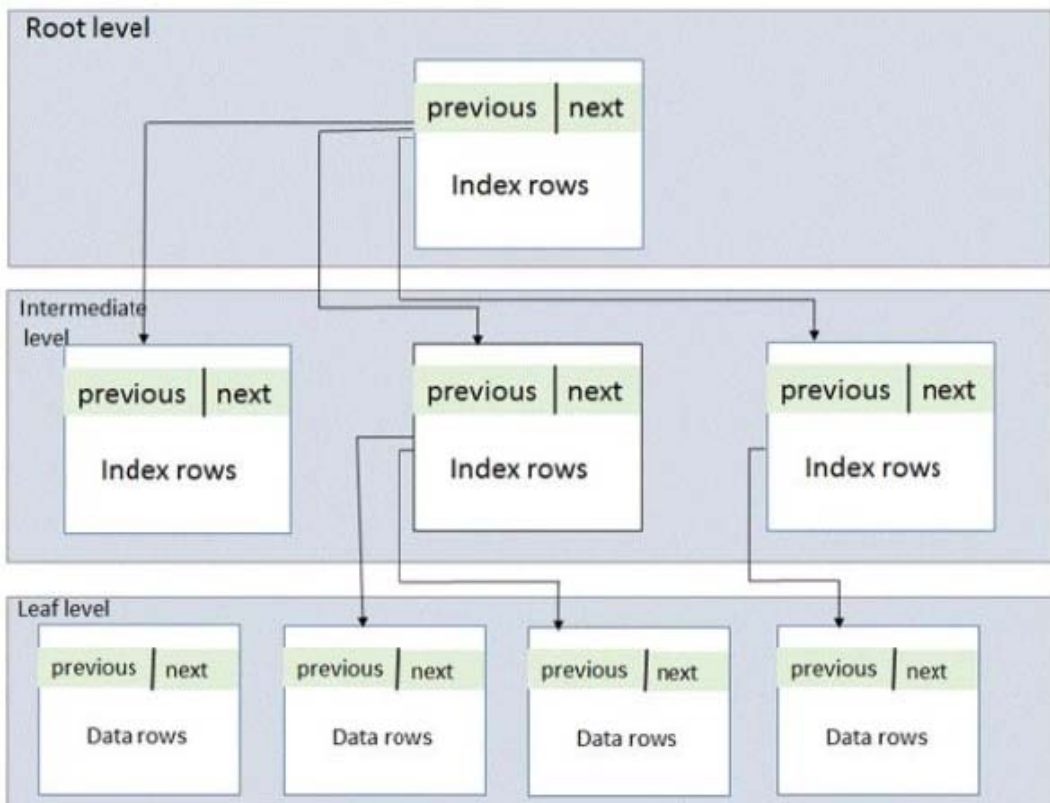 Root level
previous next
Index rows
Intermediate
level
previous next
Index rows
previous next
Index rows
previous next
Index rows
Leaf level
previous next
Data rows
previous next
Data rows
previous next
Data rows
previous next
Data rows